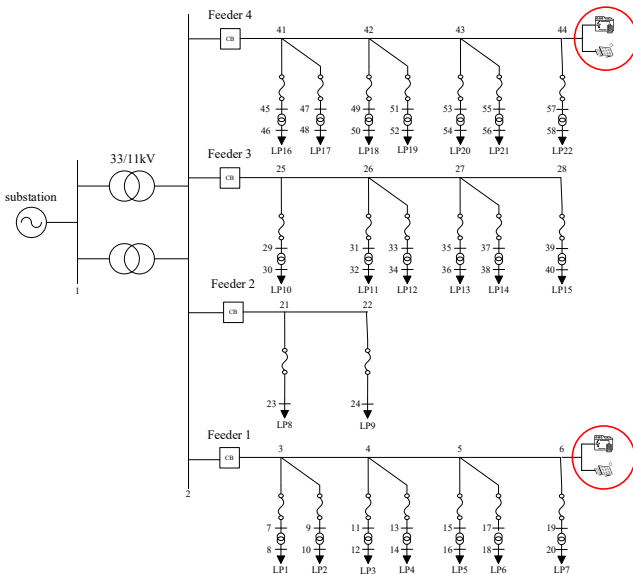 Feeder 4
41 42 43 44
CB
45 47 49 51 53 55 57
46 48 50 52 54 56 58
LP16 LP17 LP18 LP19 LP20 LP21 LP22
33/11kV
Feeder 3
25 26 27 28
CB
substation
29 31 33 35 37 39
30 32 34 36 38 40
LP10 LP11 LP12 LP13 LP14 LP15
1
Feeder 2
21 22
CB
23 24
LP8 LP9
Feeder 1
3 4 5 6
CB
2
7 9 11 13 15 17 19
8 10 12 14 16 18 20
LP1 LP2 LP3 LP4 LP5 LP6 LP7